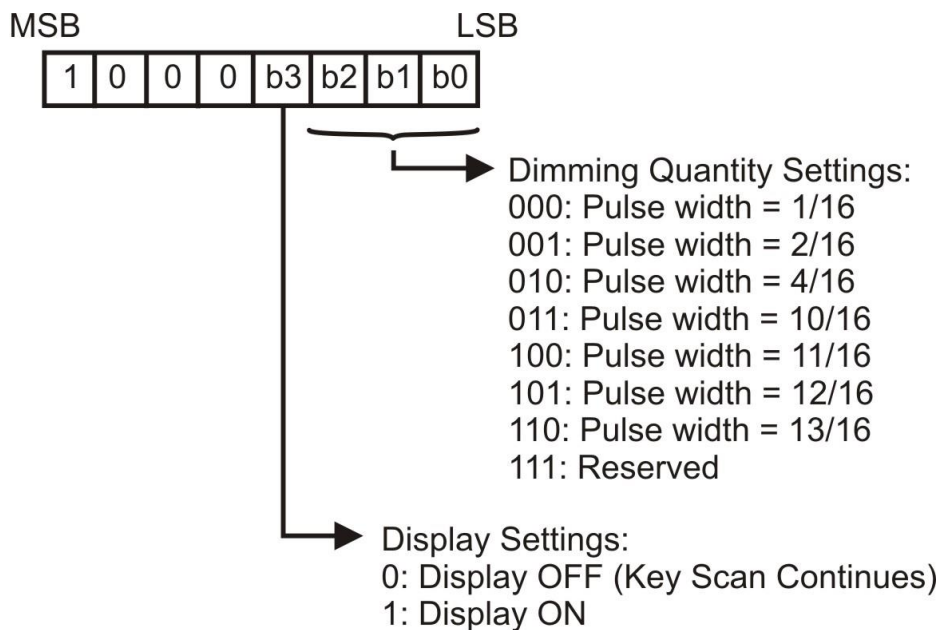 MSB LSB
1 0 0 0 b3 b2 b1 b0
Dimming Quantity Settings:
000: Pulse width = 1/16
001: Pulse width = 2/16
010: Pulse width = 4/16
011: Pulse width = 10/16
100: Pulse width = 11/16
101: Pulse width = 12/16
110: Pulse width = 13/16
111: Reserved
Display Settings:
0: Display OFF (Key Scan Continues)
1: Display ON